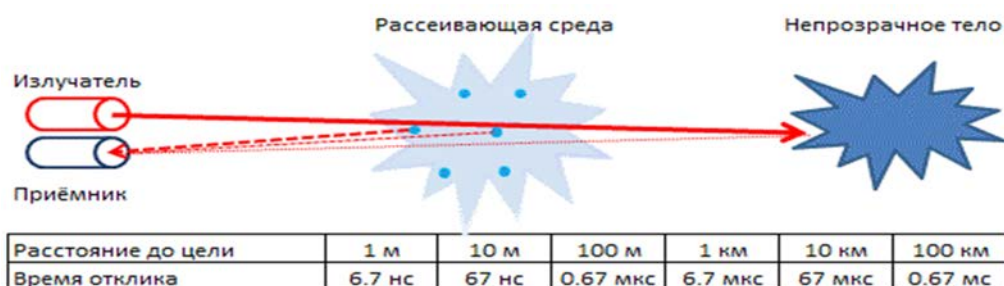 Рассеивающая среда Непрозрачное тело
Излучатель
Приёмник
Расстояние до цели 1 м 10 м 100 м 1 км 10 км 100 км
Время отклика 6.7 нс 67 нс 0.67 мкс 6.7 мкс 67 мкс 0.67 мс